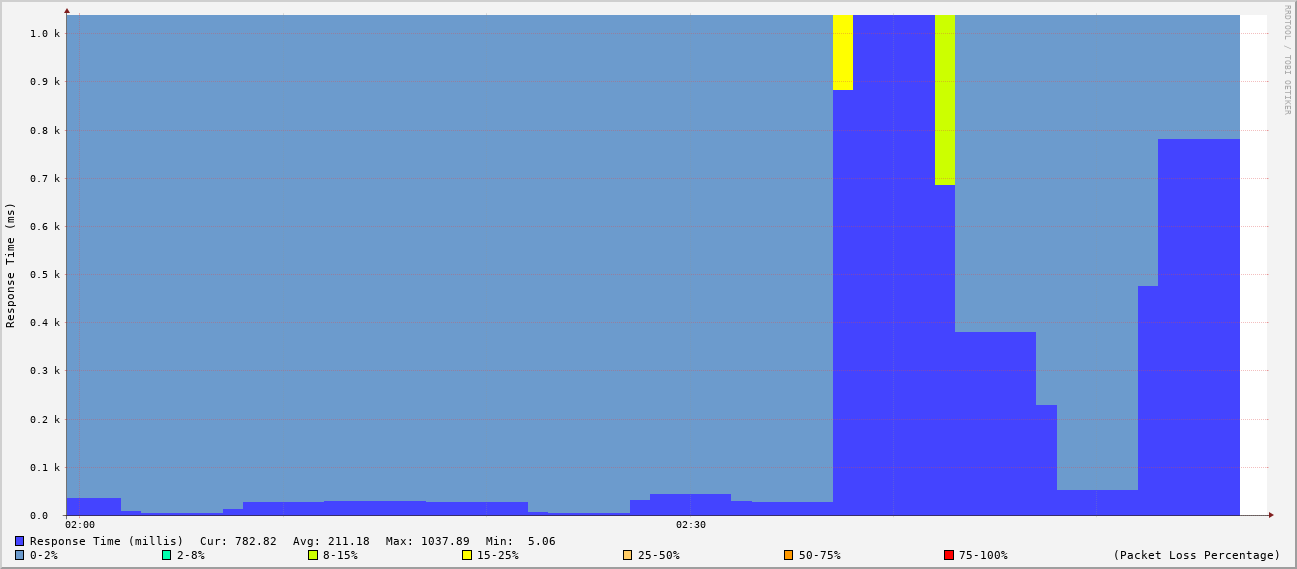 RRDTOOL / TOBI OETIKER
Response Time (ms)
1.0 k
0.9 k
0.8 k
0.7 k
0.6 k
0.5 k
0.4 k
0.3 k
0.2 k
0.1 k
0.0
02:00 02:30
Response Time (millis) Cur: 782.82 Avg: 211.18 Max: 1037.89 Min: 5.06
0-2% 2-8% 8-15% 15-25% 25-50% 50-75% 75-100% (Packet Loss Percentage)